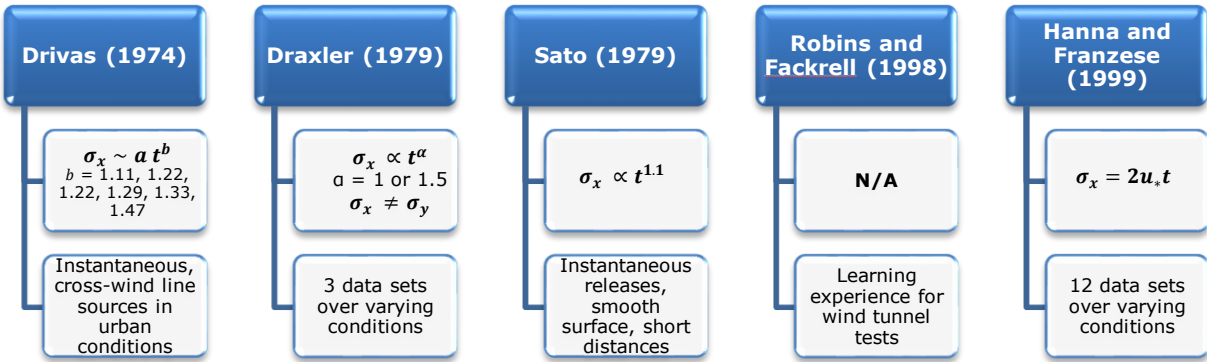 Drivas (1974)
σₓ ~ a tᵇ
b = 1.11, 1.22,
1.22, 1.29, 1.33,
1.47
Instantaneous,
cross-wind line
sources in
urban
conditions
Draxler (1979)
σₓ ∝ t^α
α = 1 or 1.5
σₓ ≠ σ_y
3 data sets
over varying
conditions
Sato (1979)
σₓ ∝ t^1.1
Instantaneous
releases,
smooth
surface, short
distances
Robins and
Fackrell (1998)
N/A
Learning
experience for
wind tunnel
tests
Hanna and
Franzese
(1999)
σₓ = 2u_*t
12 data sets
over varying
conditions